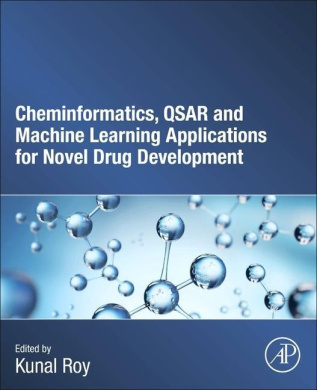 Cheminformatics, QSAR and
Machine Learning Applications
for Novel Drug Development
Edited by
Kunal Roy
AP